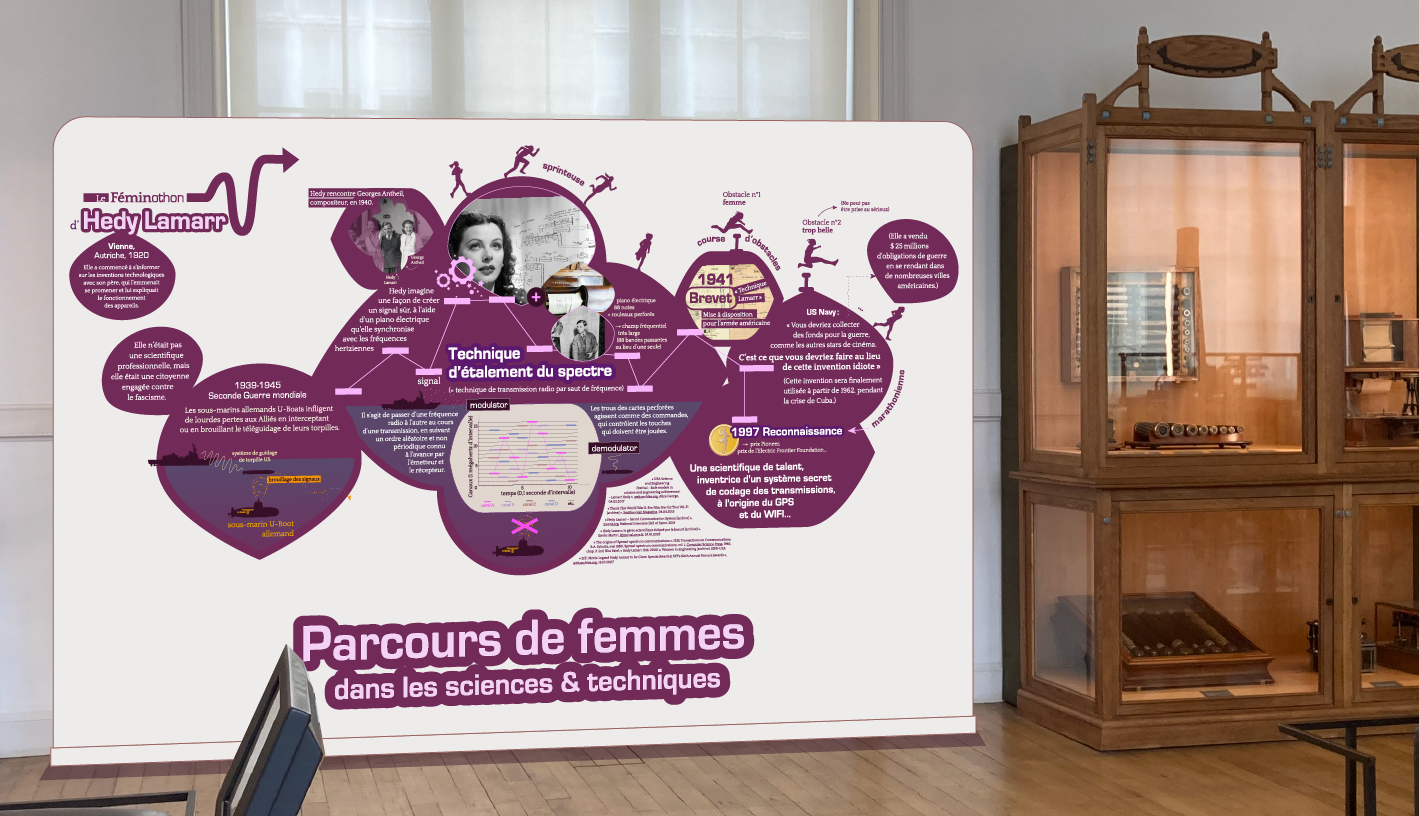 Le Féminothon
d'Hedy Lamarr
Vienne,
Autriche, 1920
Elle a commencé à s'informer
sur les inventions technologiques
avec son père, qui l'emmenait
se promener et lui expliquait
le fonctionnement
des appareils.
Elle n'était pas
une scientifique
professionnelle, mais
elle était une citoyenne
engagée contre
le fascisme.
1939-1945
Seconde Guerre mondiale
Les sous-marins allemands U-Boats infligent
de lourdes pertes aux Alliés en interceptant
ou en brouillant le téléguidage de leurs torpilles.
système de guidage
de torpille US
brouillage des signaux
sous-marin U-Boot
allemand
Hedy rencontre Georges Antheil,
compositeur, en 1940.
George
Antheil
Hedy
Lamarr
sprinteuse
Hedy imagine
une façon de créer
un signal sûr, à l'aide
d'un piano électrique
qu'elle synchronise
avec les fréquences
hertziennes
+
piano électrique
88 notes
+ rouleaux perforés
→ champ fréquentiel
très large
(88 bandes passantes
au lieu d'une seule)
signal
Technique
d'étalement du spectre
(= technique de transmission radio par saut de fréquence)
Il s'agit de passer d'une fréquence
radio à l'autre au cours
d'une transmission, en suivant
un ordre aléatoire et non
périodique connu
à l'avance par
l'émetteur et
le récepteur.
modulator
Canaux (1 mégahertz d'intervalle)
temps (0,1 seconde d'intervalle)
etc.
Les trous des cartes perforées
agissent comme des commandes,
qui contrôlent les touches
qui doivent être jouées.
demodulator
course d'obstacles
Obstacle n°1
femme
Obstacle n°2
trop belle
(Ne peut pas
être prise au sérieux)
1941
Brevet
« Technique
Lamarr »
Mise à disposition
pour l'armée américaine
(Elle a vendu
$ 25 millions
d'obligations de guerre
en se rendant dans
de nombreuses villes
américaines.)
US Navy :
« Vous devriez collecter
des fonds pour la guerre,
comme les autres stars de cinéma.
C'est ce que vous devriez faire au lieu
de cette invention idiote »
(Cette invention sera finalement
utilisée à partir de 1962, pendant
la crise de Cuba.)
marathonienne
1997 Reconnaissance
→ prix Pioneer,
prix de l'Electric Frontier Foundation...
Une scientifique de talent,
inventrice d'un système secret
de codage des transmissions,
à l'origine du GPS
et du WIFI...
Parcours de femmes
dans les sciences & techniques